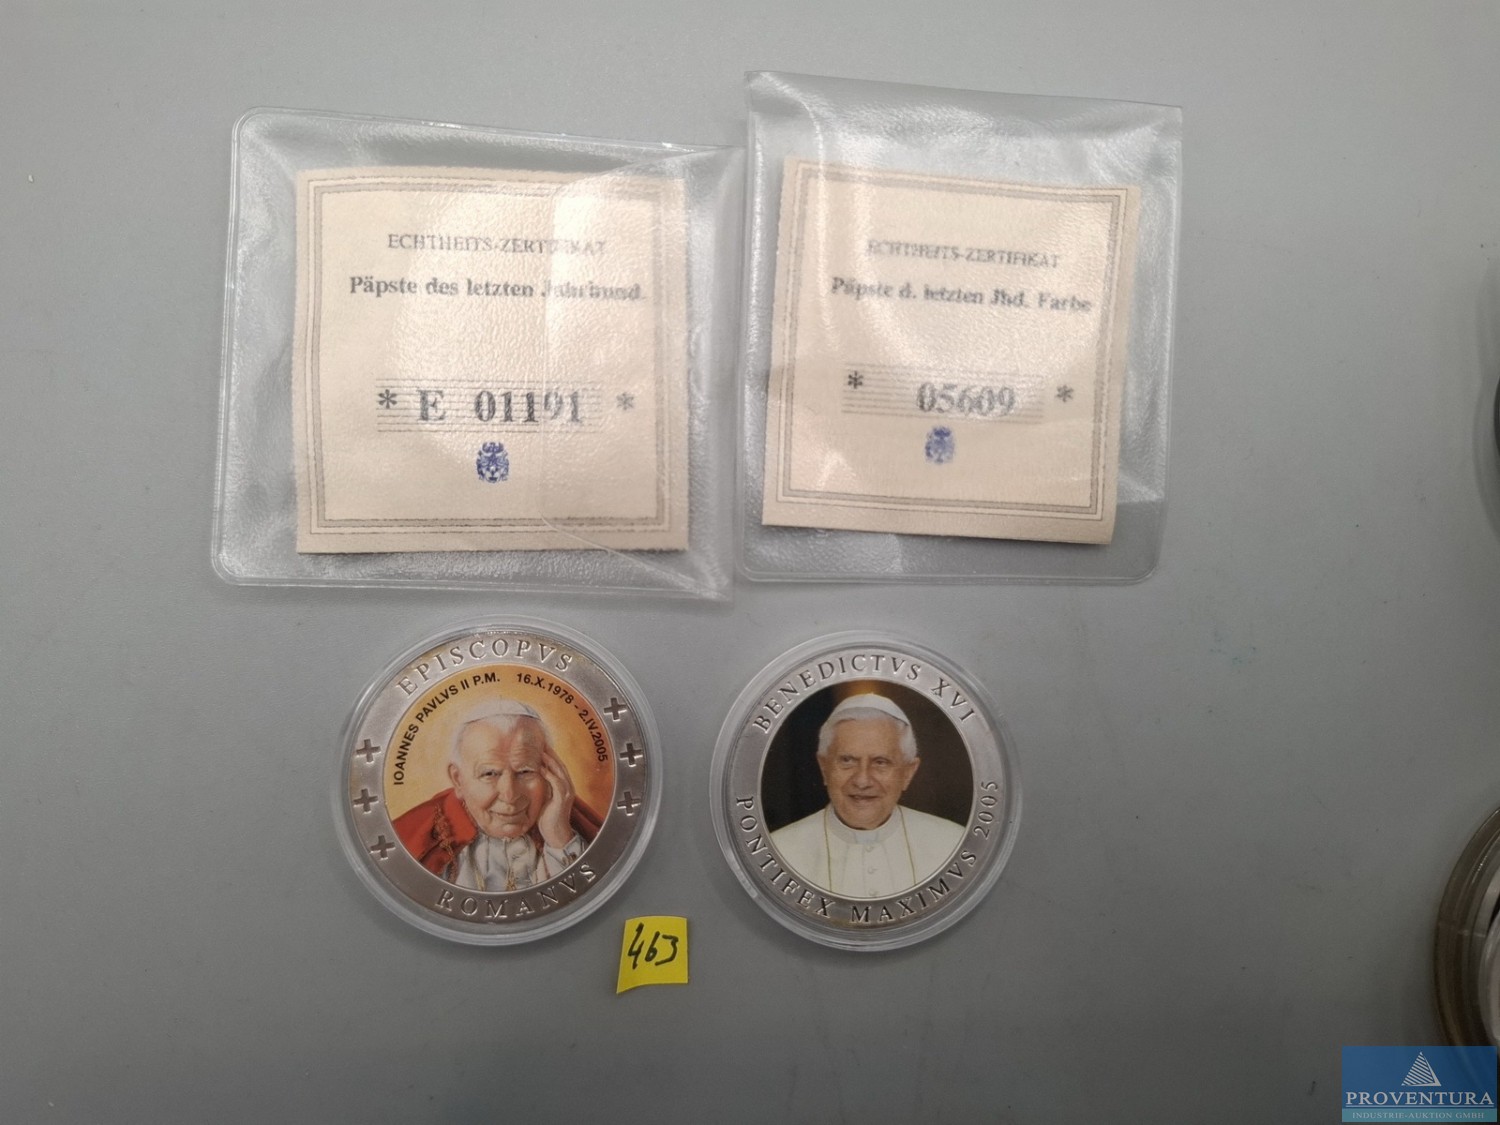 ECHTHEITS-ZERTIFIKAT
Päpste des letzten Jahrhund.
* E 01191 *
ECHTHEITS-ZERTIFIKAT
Päpste d. letzten Jhd. Farbe
* 05609 *
EPISCOPVS
IOANNES PAVLVS II P.M. 16.X.1978 - 2.IV.2005
ROMANVS
BENEDICTVS XVI
PONTIFEX MAXIMVS 2005
463
PROVENTURA
INDUSTRIE-AUKTION GMBH